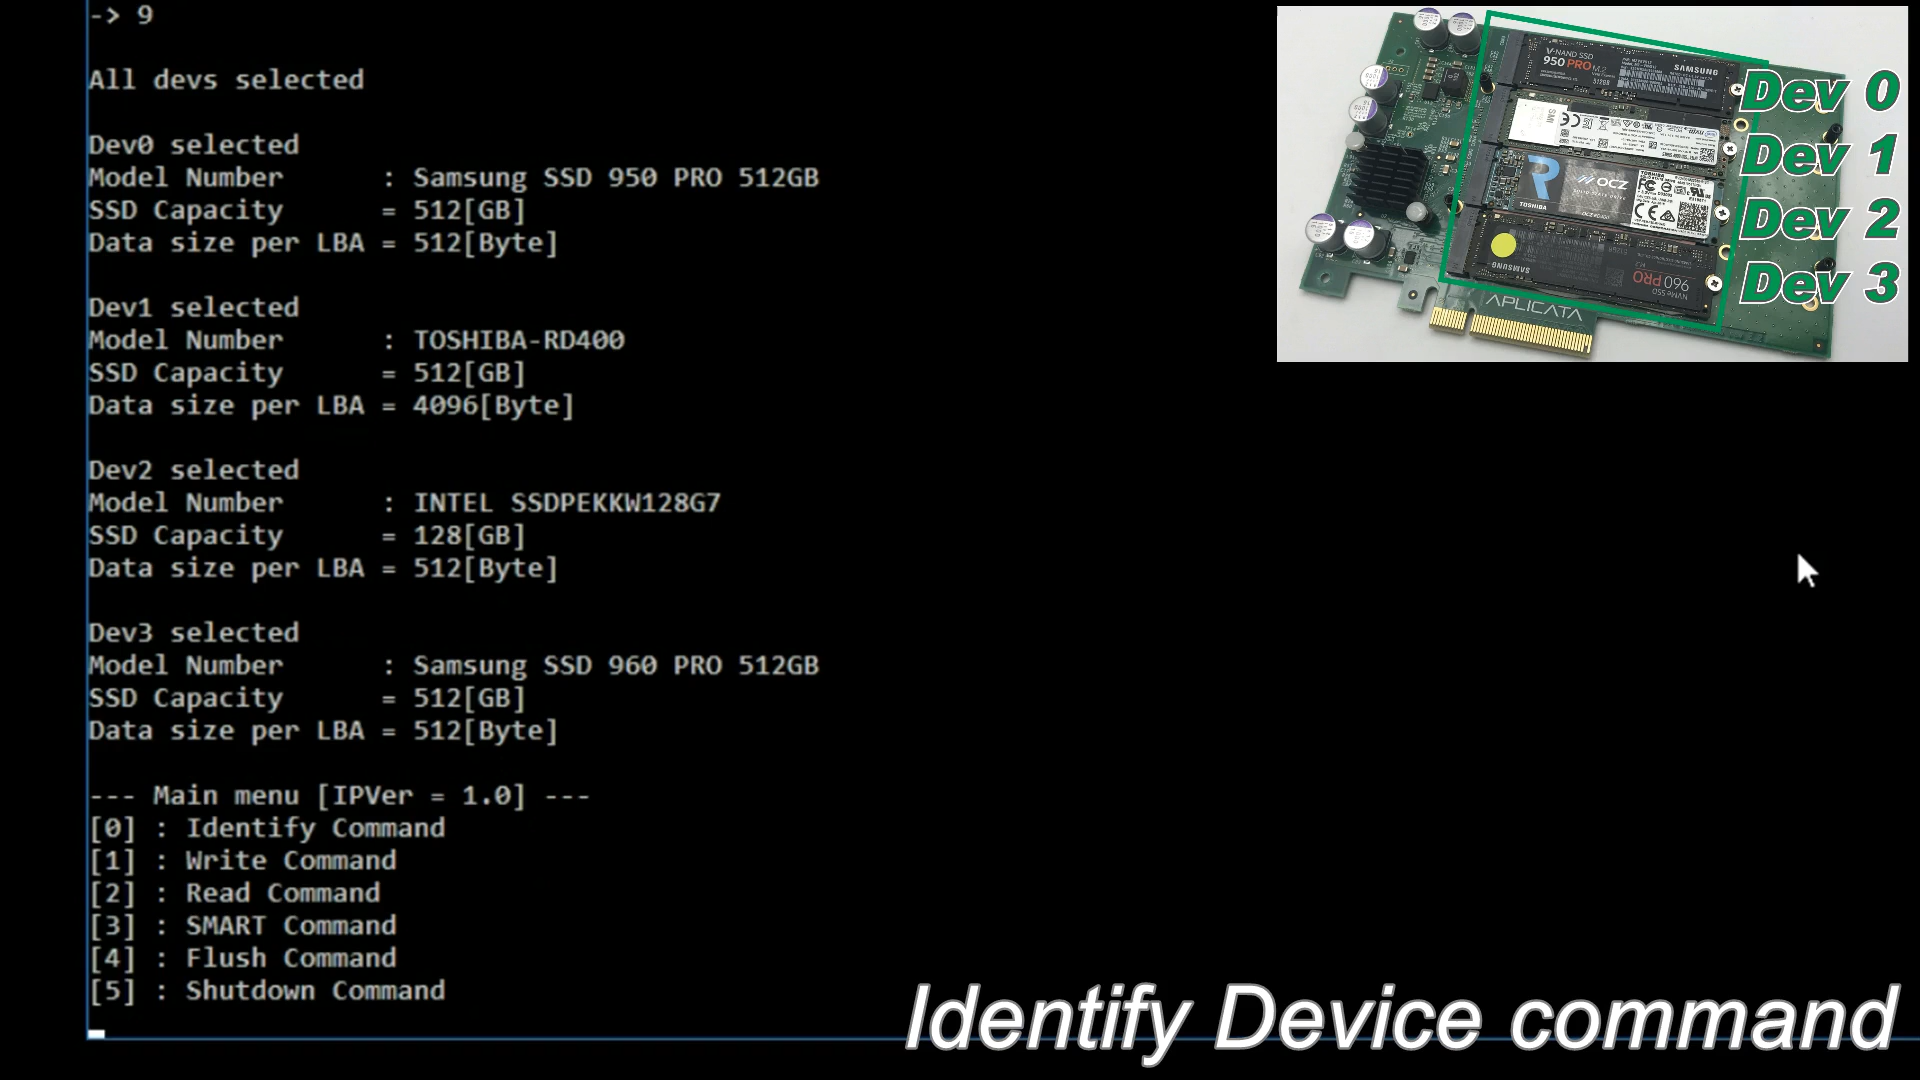 -> 9
All devs selected
Dev0 selected
Model Number : Samsung SSD 950 PRO 512GB
SSD Capacity = 512[GB]
Data size per LBA = 512[Byte]
Dev1 selected
Model Number : TOSHIBA-RD400
SSD Capacity = 512[GB]
Data size per LBA = 4096[Byte]
Dev2 selected
Model Number : INTEL SSDPEKKW128G7
SSD Capacity = 128[GB]
Data size per LBA = 512[Byte]
Dev3 selected
Model Number : Samsung SSD 960 PRO 512GB
SSD Capacity = 512[GB]
Data size per LBA = 512[Byte]
--- Main menu [IPVer = 1.0] ---
[0] : Identify Command
[1] : Write Command
[2] : Read Command
[3] : SMART Command
[4] : Flush Command
[5] : Shutdown Command
V-NAND SSD
950 PRO M.2
SAMSUNG
512GB
Dev 0
SMI
Dev 1
R
OCZ
TOSHIBA
TOSHIBA
Dev 2
SAMSUNG
960 PRO
NVMe SSD
Dev 3
APLICATA
Identify Device command